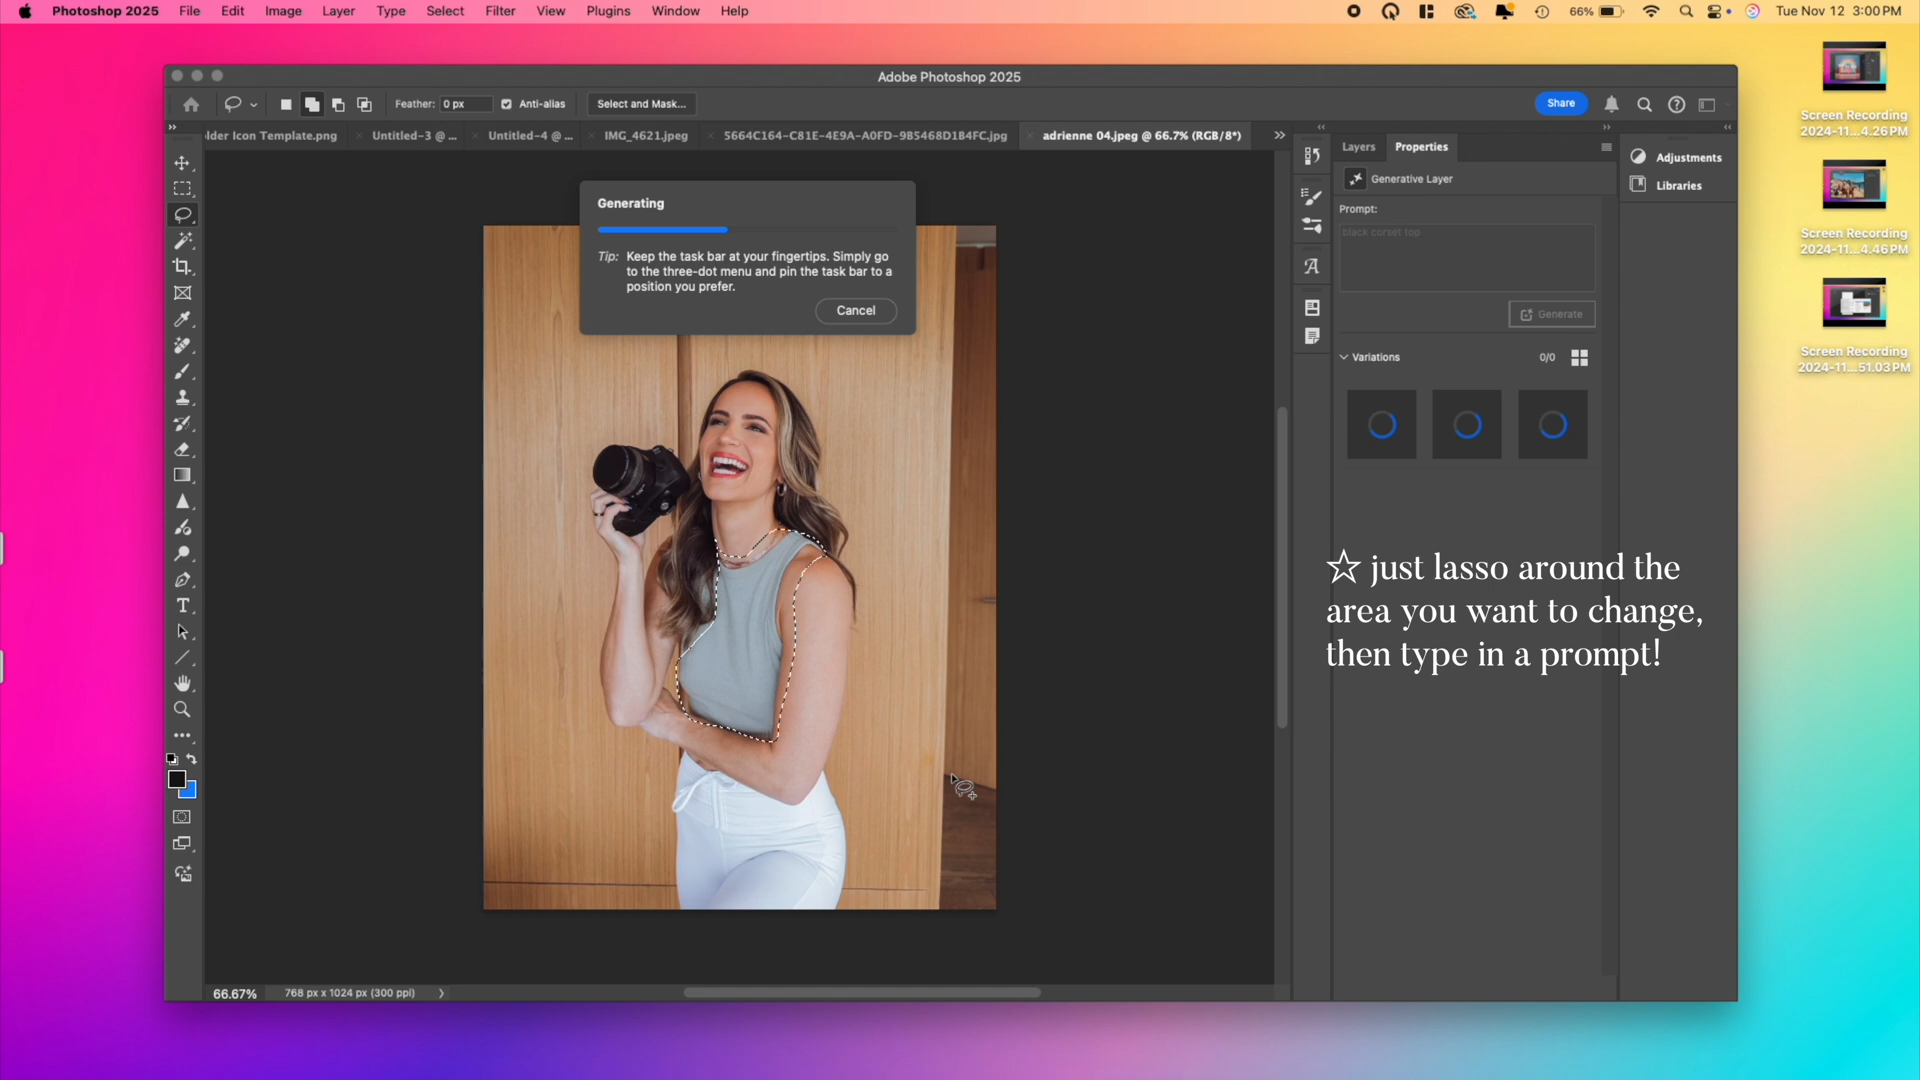 Photoshop 2025 File Edit Image Layer Type Select Filter View Plugins Window Help
66% Tue Nov 12 3:00 PM
Adobe Photoshop 2025
Feather: 0 px Anti-alias Select and Mask... Share
older Icon Template.png Untitled-3 @ ... Untitled-4 @ ... IMG_4621.jpeg 5664C164-C81E-4E9A-A0FD-9B5468D1B4FC.jpg adrienne 04.jpeg @ 66.7% (RGB/8*)
Generating
Tip: Keep the task bar at your fingertips. Simply go
to the three-dot menu and pin the task bar to a
position you prefer.
Cancel
Layers Properties
Generative Layer
Prompt:
black corset top
Generate
Variations 0/0
Adjustments
Libraries
Screen Recording
2024-11...4.26 PM
Screen Recording
2024-11...4.46 PM
Screen Recording
2024-11...51.03 PM
☆ just lasso around the
area you want to change,
then type in a prompt!
66.67% 768 px x 1024 px (300 ppi)